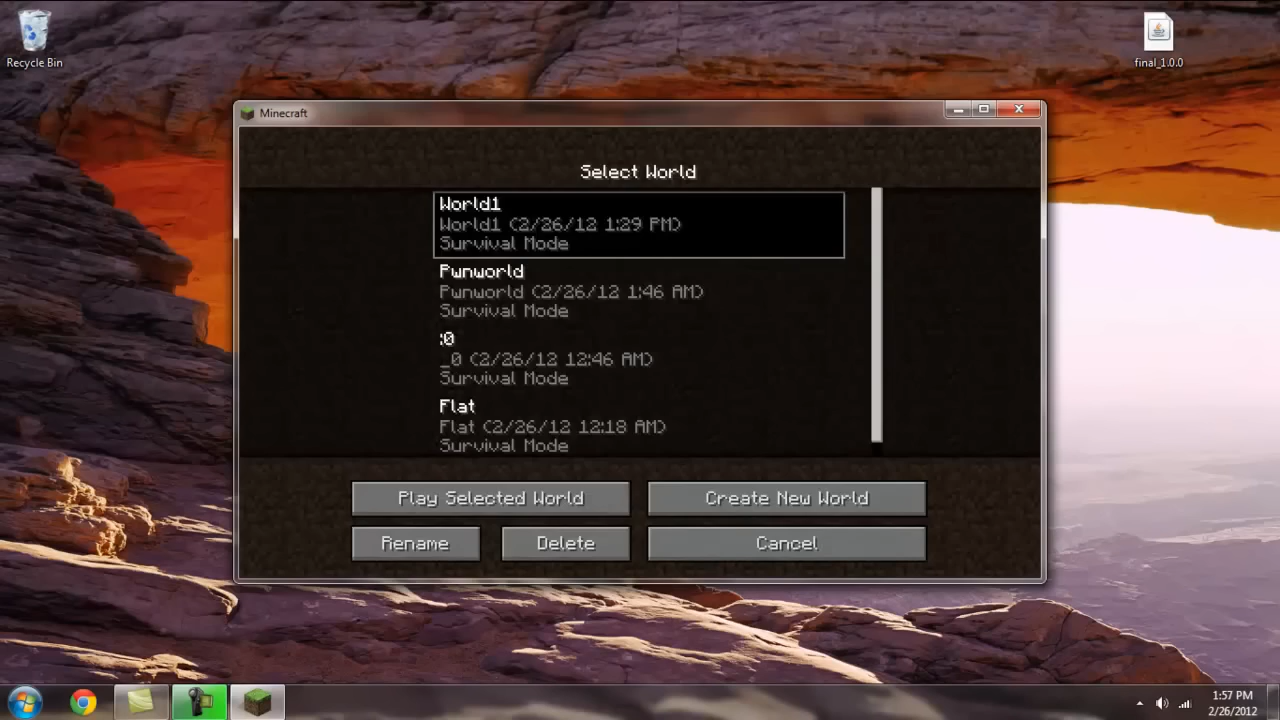 Recycle Bin
final_1.0.0
Minecraft
Select World
World1
World1 (2/26/12 1:29 PM)
Survival Mode
Pwnworld
Pwnworld (2/26/12 1:46 AM)
Survival Mode
:0
_0 (2/26/12 12:46 AM)
Survival Mode
Flat
Flat (2/26/12 12:18 AM)
Survival Mode
Play Selected World
Create New World
Rename
Delete
Cancel
1:57 PM
2/26/2012